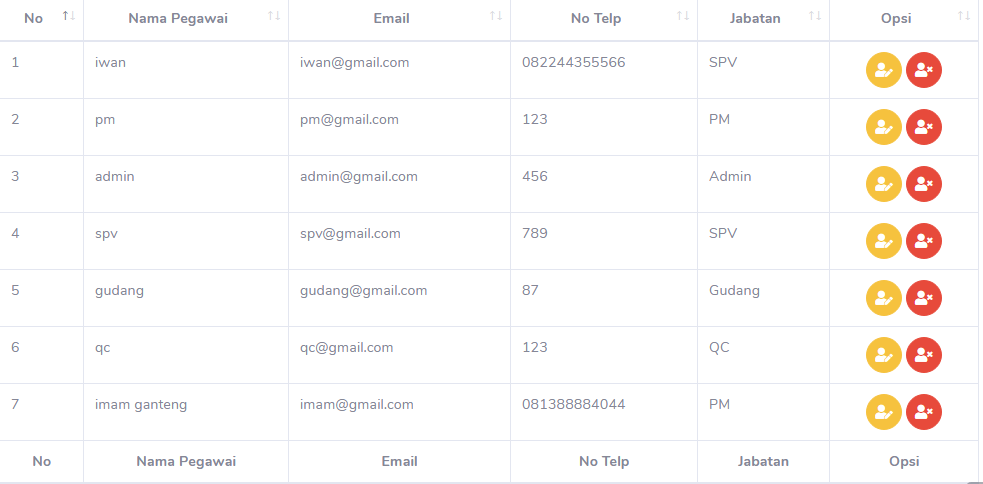 No Nama Pegawai Email No Telp Jabatan Opsi
1 iwan iwan@gmail.com 082244355566 SPV
2 pm pm@gmail.com 123 PM
3 admin admin@gmail.com 456 Admin
4 spv spv@gmail.com 789 SPV
5 gudang gudang@gmail.com 87 Gudang
6 qc qc@gmail.com 123 QC
7 imam ganteng imam@gmail.com 081388884044 PM
No Nama Pegawai Email No Telp Jabatan Opsi